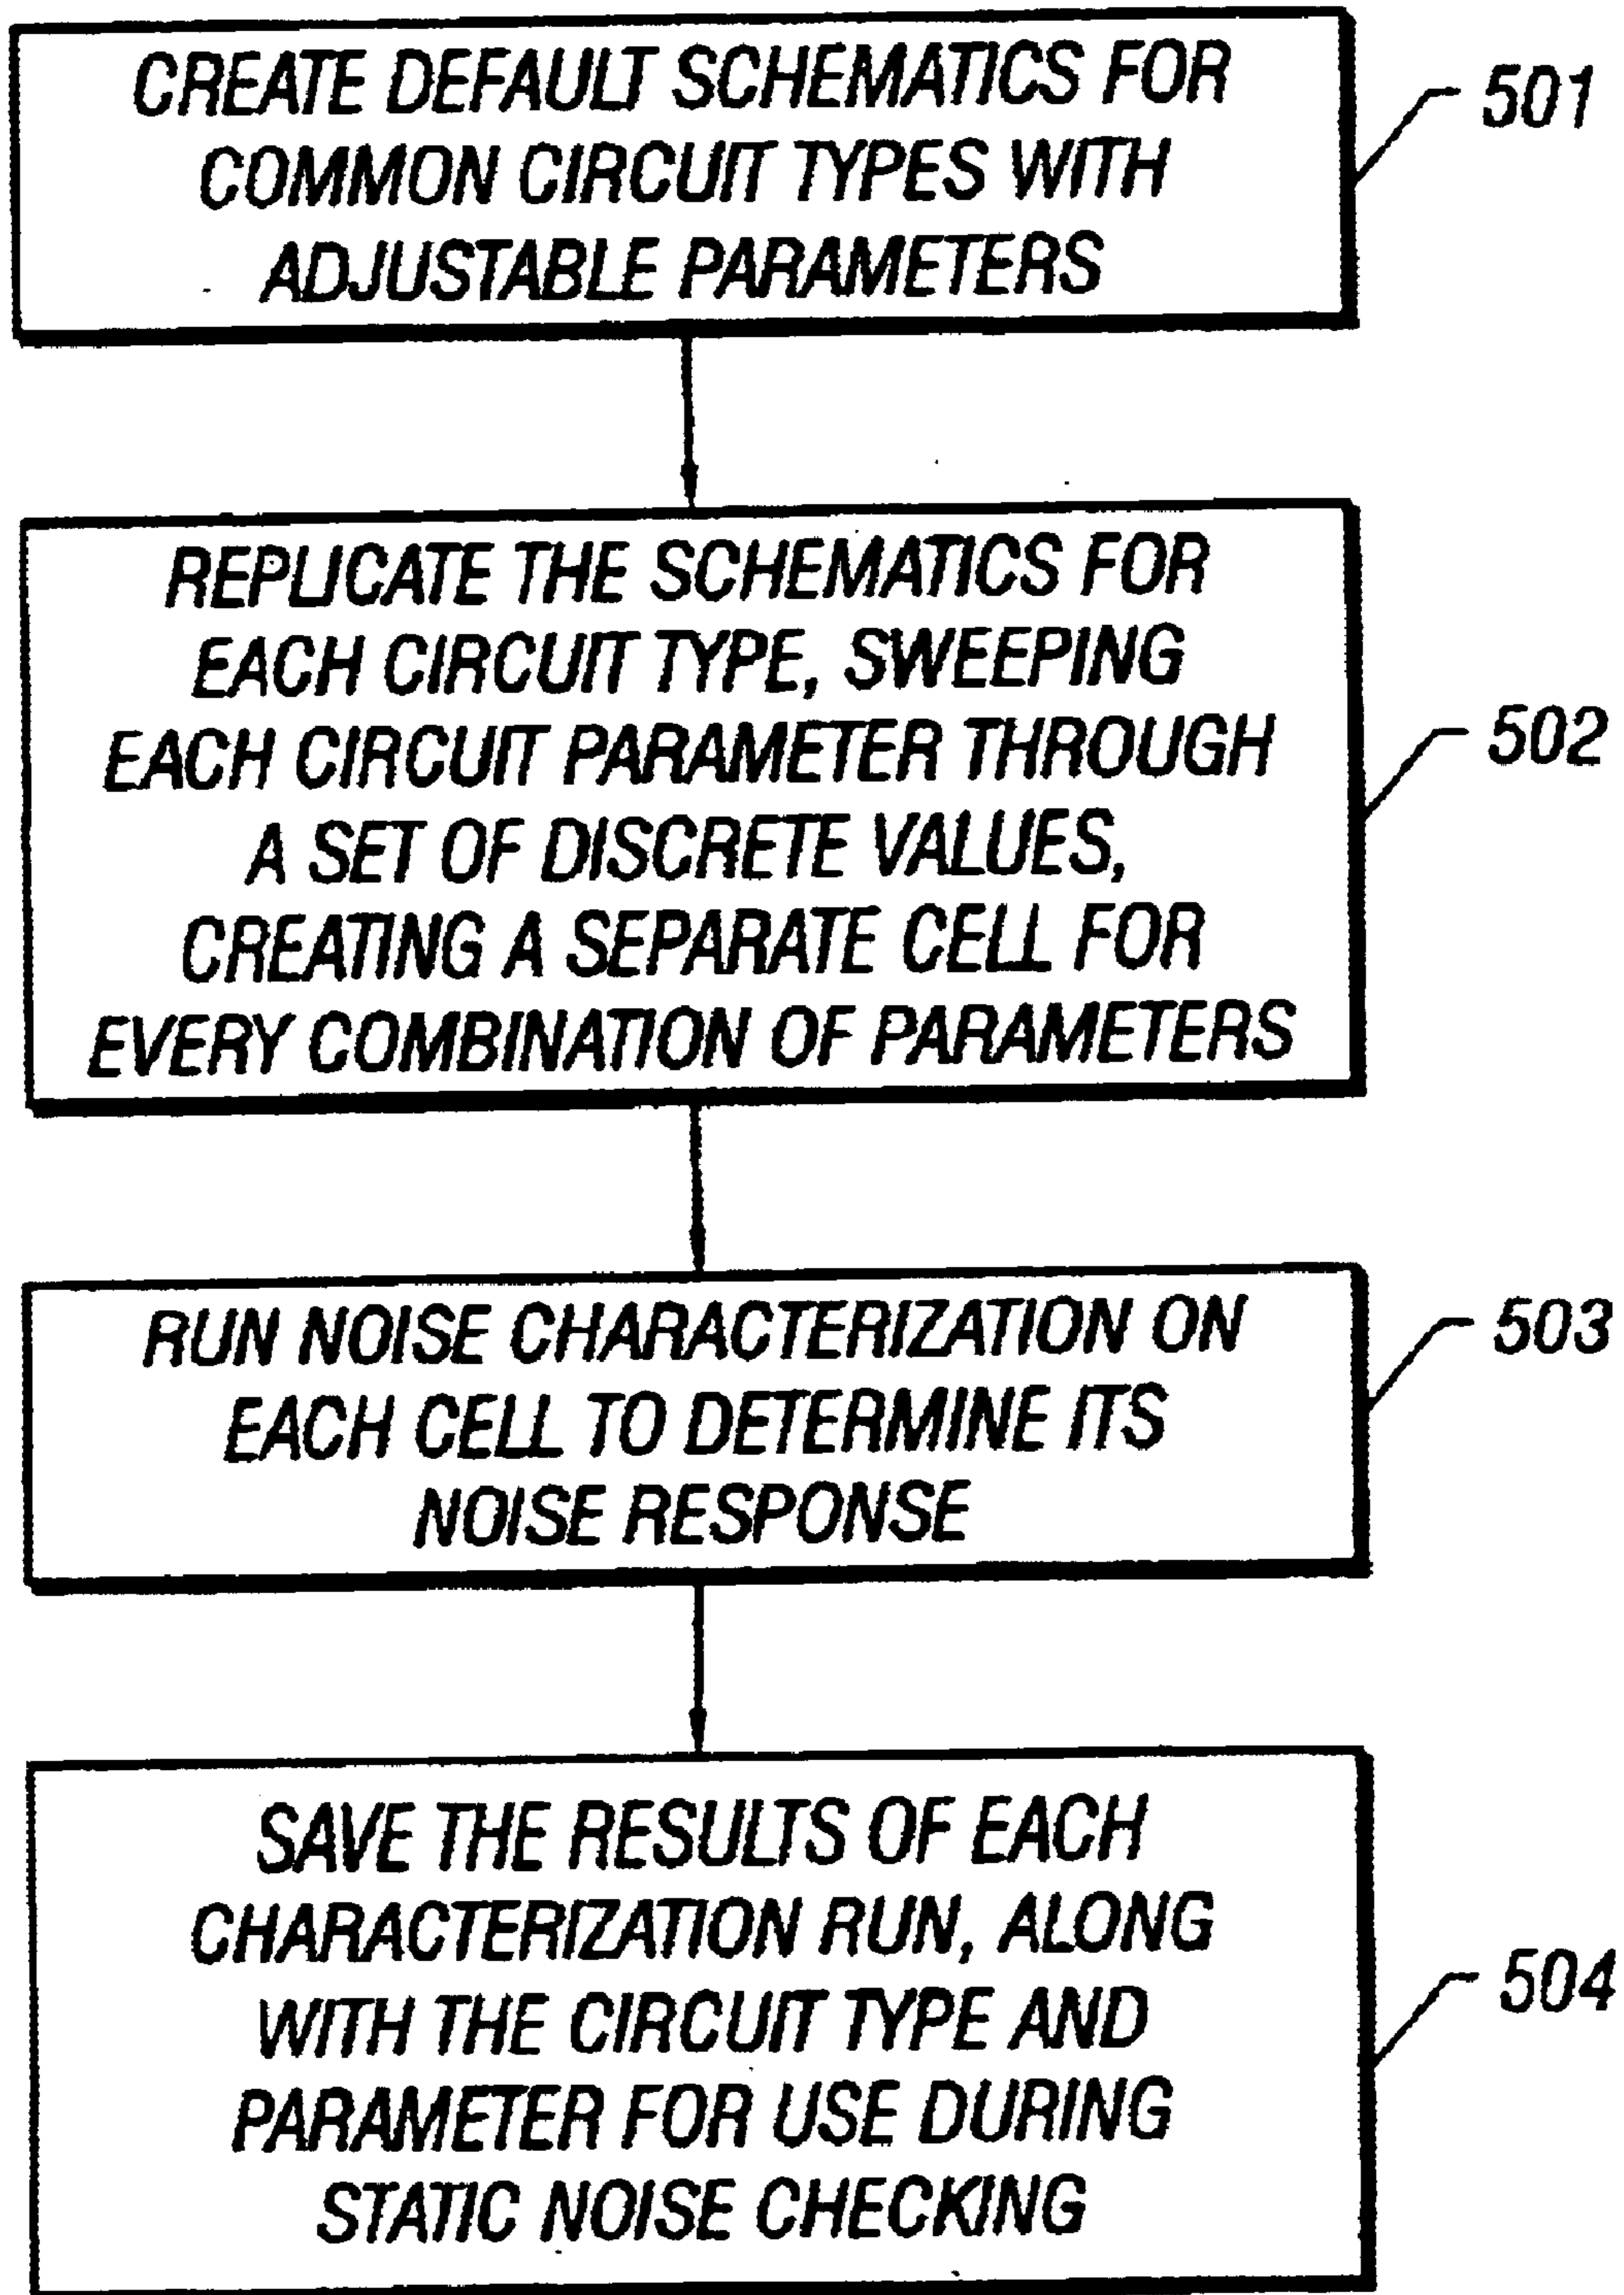 CREATE DEFAULT SCHEMATICS FOR
COMMON CIRCUIT TYPES WITH
ADJUSTABLE PARAMETERS
501
REPLICATE THE SCHEMATICS FOR
EACH CIRCUIT TYPE, SWEEPING
EACH CIRCUIT PARAMETER THROUGH
A SET OF DISCRETE VALUES,
CREATING A SEPARATE CELL FOR
EVERY COMBINATION OF PARAMETERS
502
RUN NOISE CHARACTERIZATION ON
EACH CELL TO DETERMINE ITS
NOISE RESPONSE
503
SAVE THE RESULTS OF EACH
CHARACTERIZATION RUN, ALONG
WITH THE CIRCUIT TYPE AND
PARAMETER FOR USE DURING
STATIC NOISE CHECKING
504